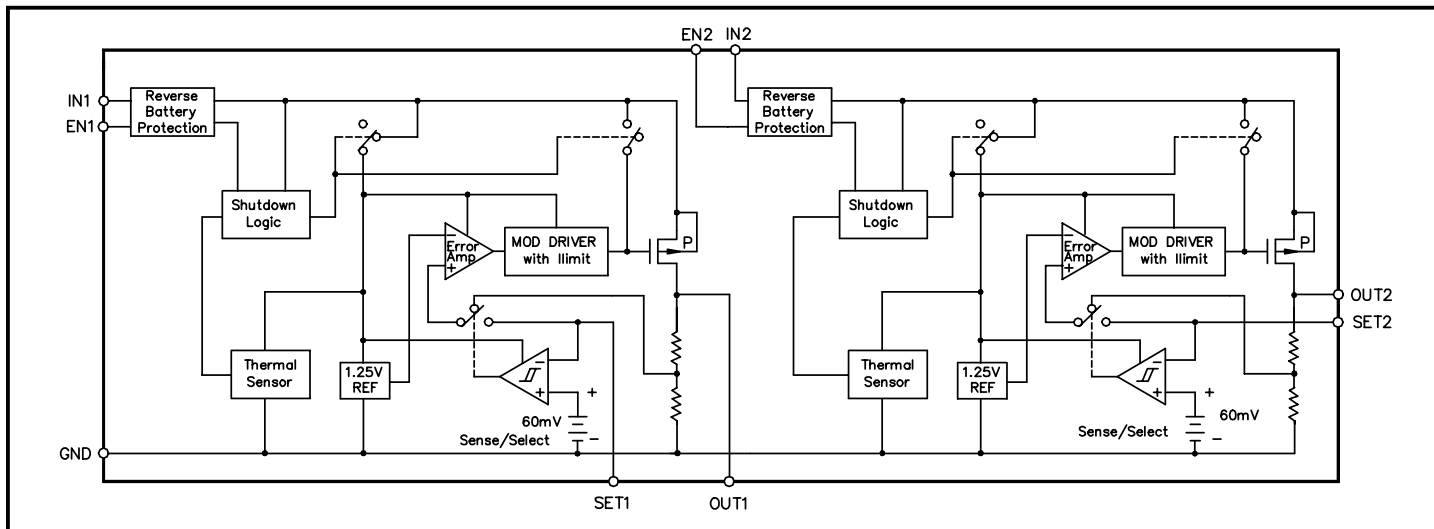 EN2 IN2
IN1
EN1
Reverse
Battery
Protection
Shutdown
Logic
Error
Amp
−
+
MOD DRIVER
with Ilimit
P
Thermal
Sensor
1.25V
REF
−
+
+
60mV
−
Sense/Select
GND
SET1
OUT1
Reverse
Battery
Protection
Shutdown
Logic
Error
Amp
−
+
MOD DRIVER
with Ilimit
P
OUT2
SET2
Thermal
Sensor
1.25V
REF
−
+
+
60mV
−
Sense/Select